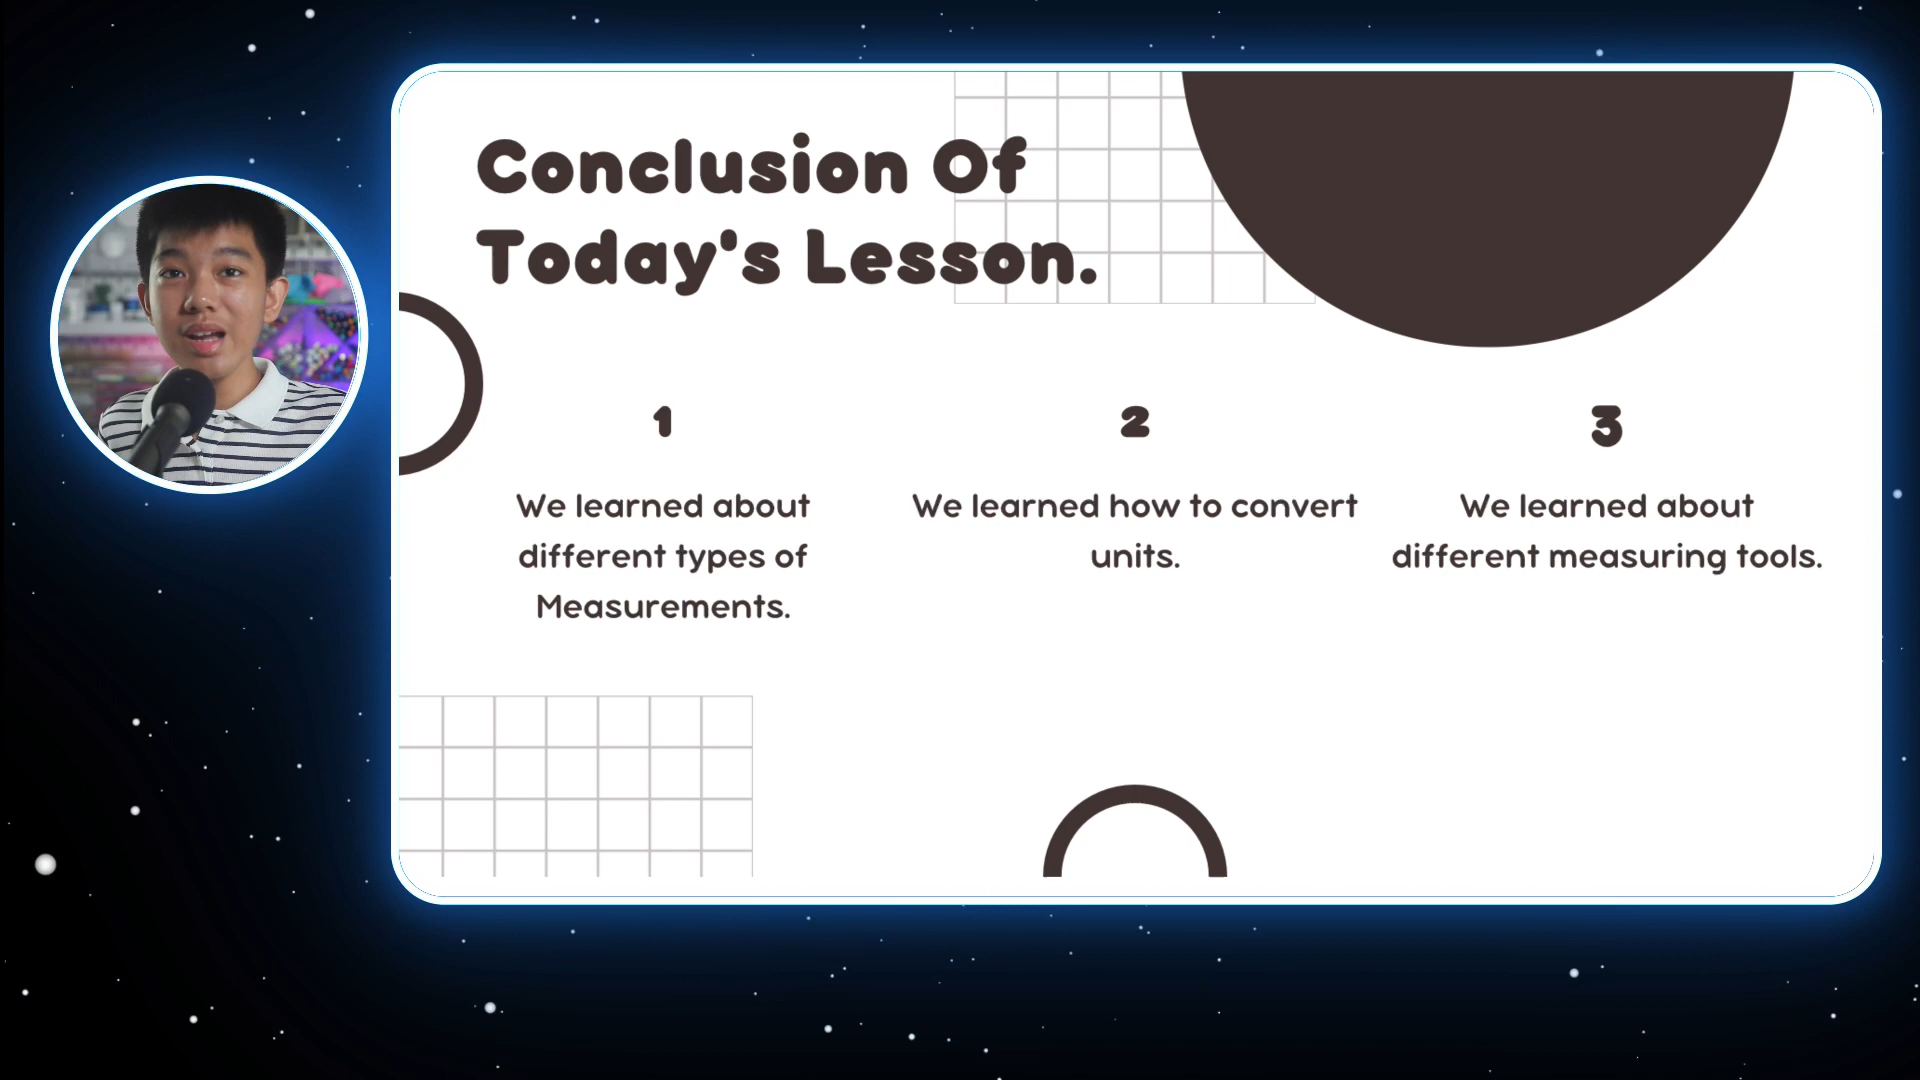 Conclusion Of
Today's Lesson.
1
We learned about
different types of
Measurements.
2
We learned how to convert
units.
3
We learned about
different measuring tools.